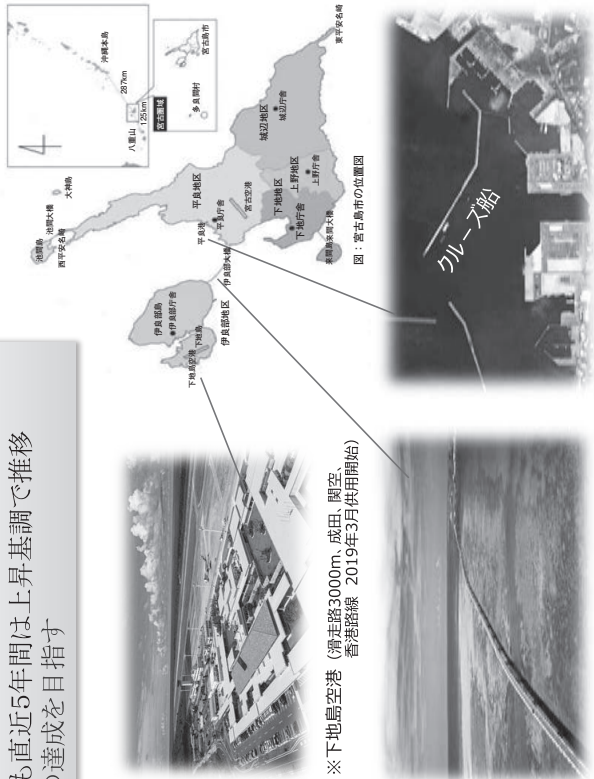 も直近5年間は上昇基調で推移
の達成を目指す
沖縄本島
287km
八重山
125km
宮古圏域
多良間村
宮古島市
池間島
池間大橋
大神島
西平安名崎
平良地区
平良港
平良庁舎
宮古空港
城辺地区
城辺庁舎
東平安名崎
下地地区
下地庁舎
上野地区
上野庁舎
来間島
来間大橋
伊良部大橋
伊良部島
伊良部庁舎
下地島
下地島空港
伊良部地区
図：宮古島市の位置図
※下地島空港（滑走路3000m、成田、関空、
香港路線 2019年3月供用開始）
クルーズ船